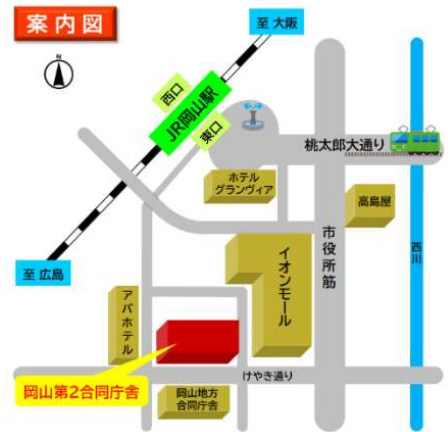 案内図
至 大阪
西口
JR岡山駅
東口
桃太郎大通り
ホテル
グランヴィア
高島屋
市役所筋
西川
至 広島
イオンモール
アパホテル
岡山第2合同庁舎
けやき通り
岡山地方
合同庁舎